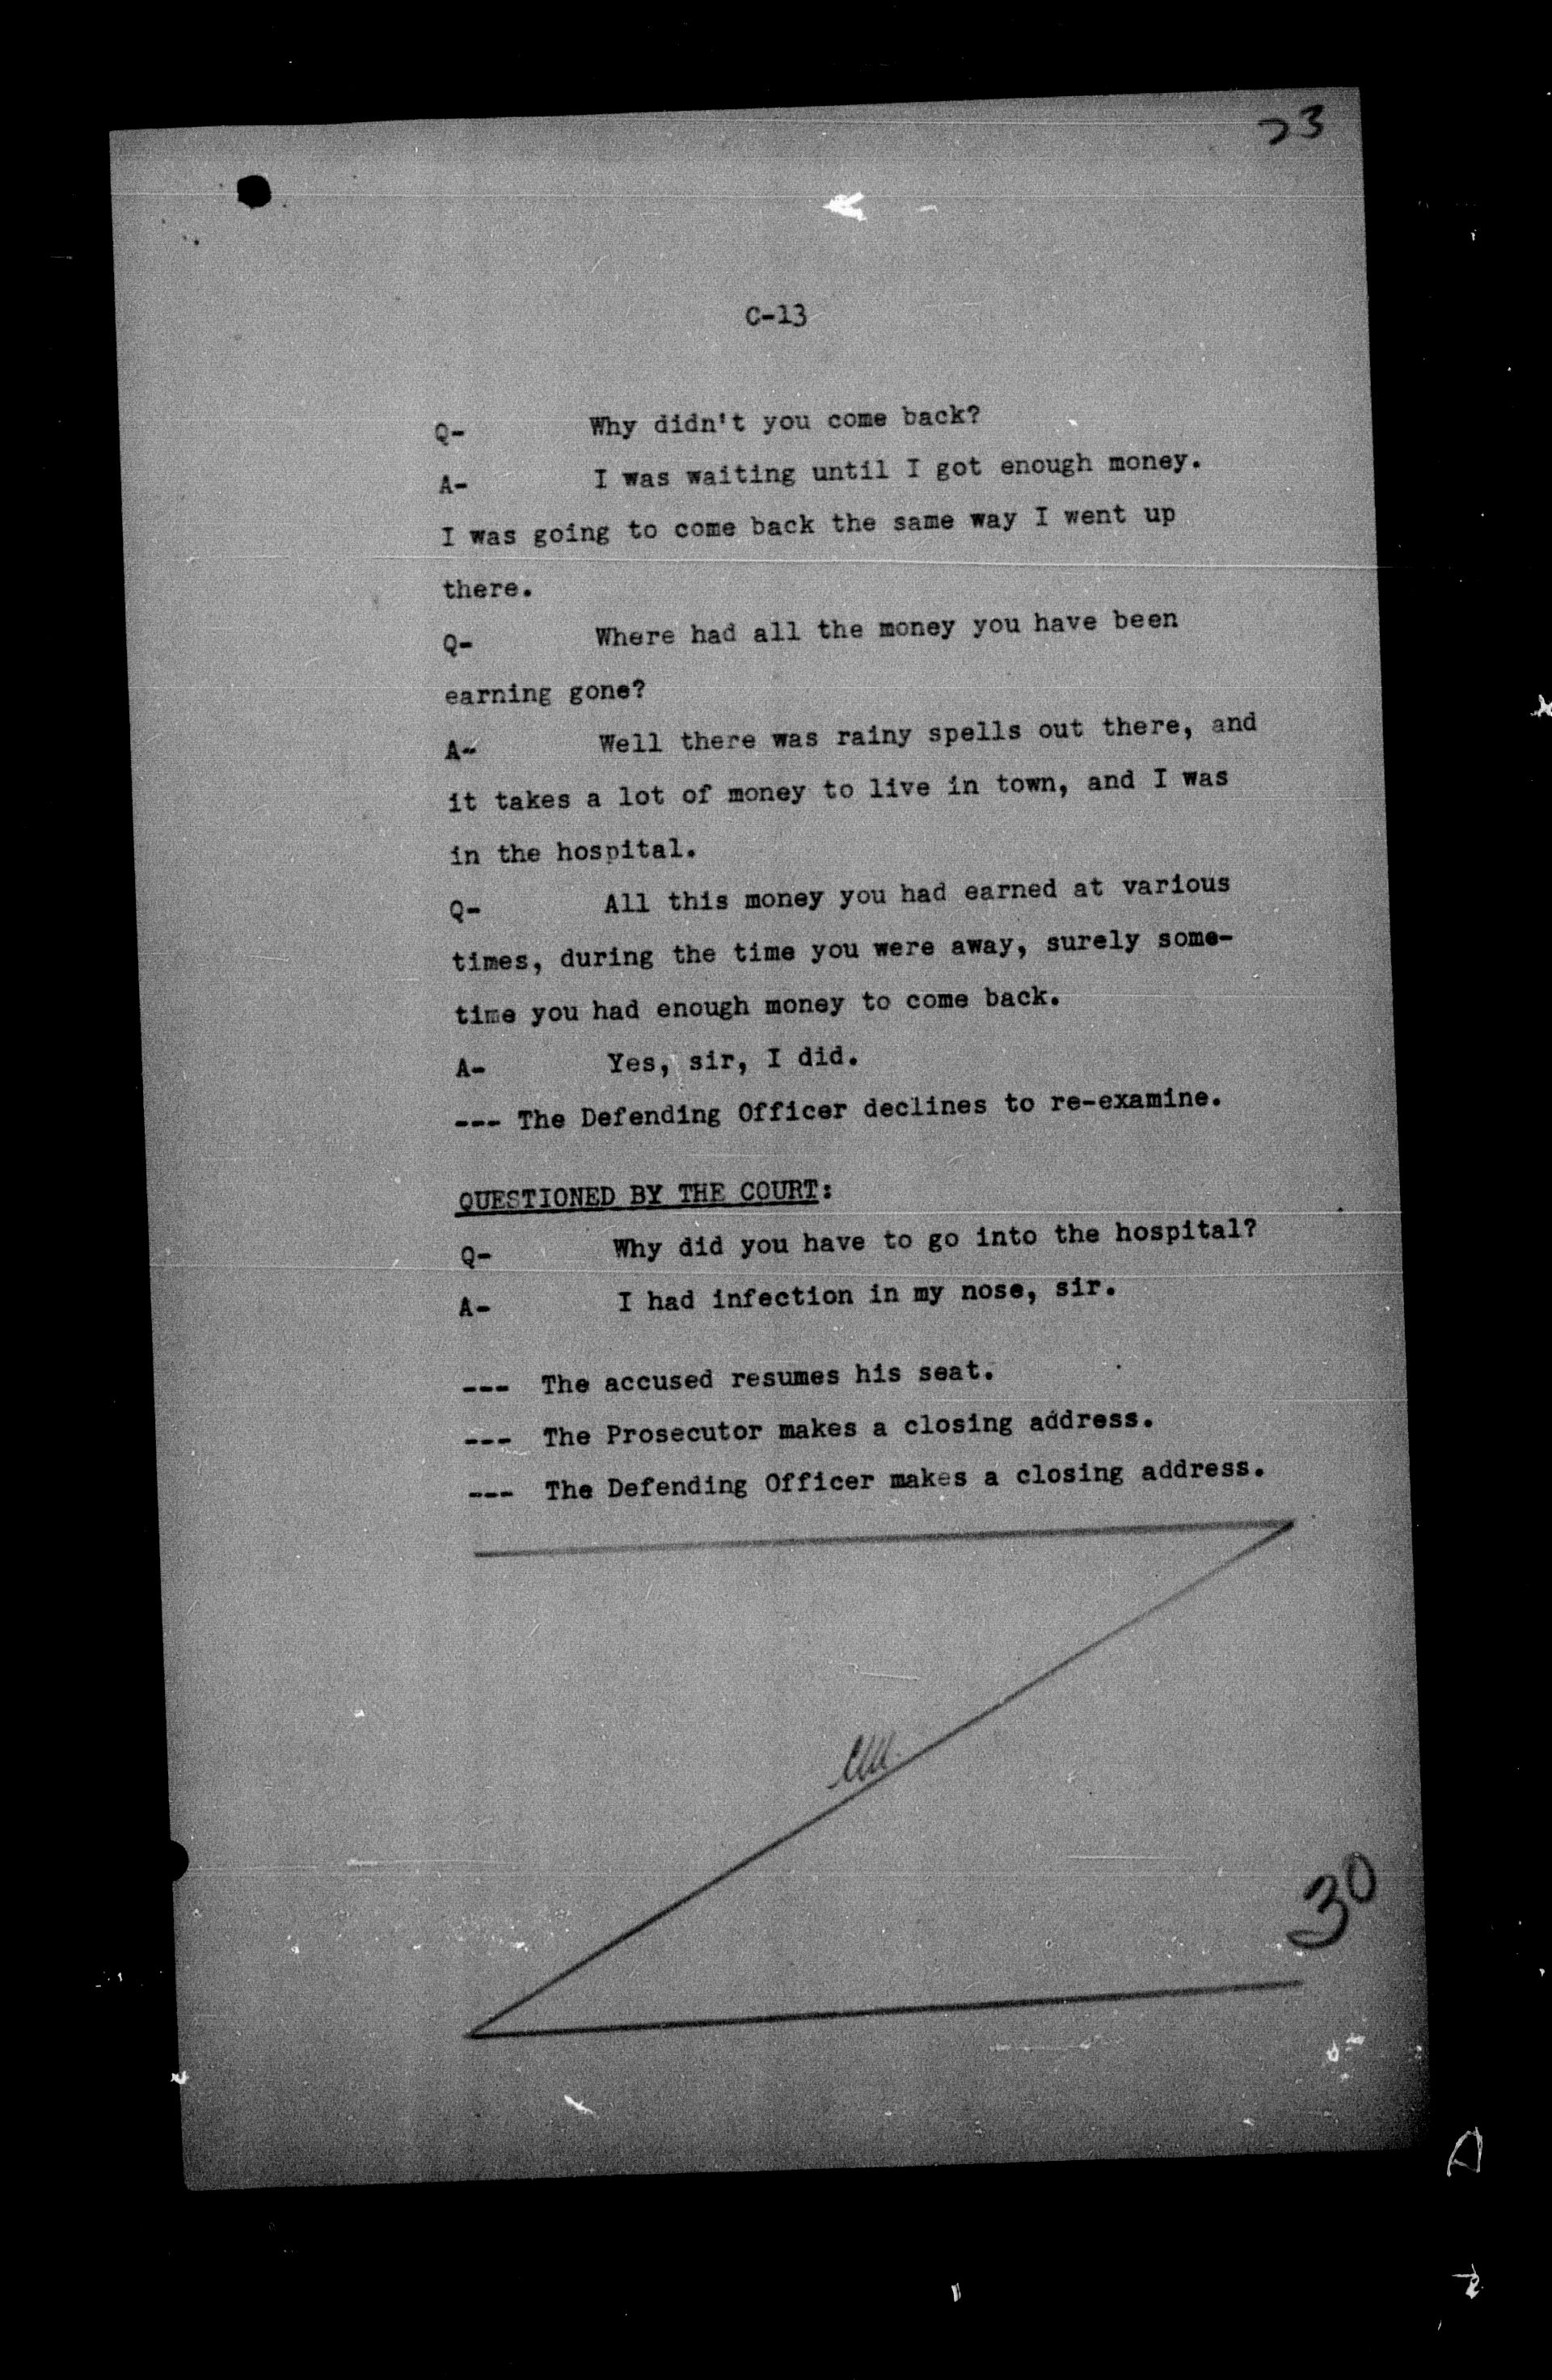 23
C-13
Q- Why didn't you come back?
A- I was waiting until I got enough money.
I was going to come back the same way I went up
there.
Q- Where had all the money you have been
earning gone?
A- Well there was rainy spells out there, and
it takes a lot of money to live in town, and I was
in the hospital.
Q- All this money you had earned at various
times, during the time you were away, surely some-
time you had enough money to come back.
A- Yes, sir, I did.
--- The Defending Officer declines to re-examine.
QUESTIONED BY THE COURT:
Q- Why did you have to go into the hospital?
A- I had infection in my nose, sir.
--- The accused resumes his seat.
--- The Prosecutor makes a closing address.
--- The Defending Officer makes a closing address.
30